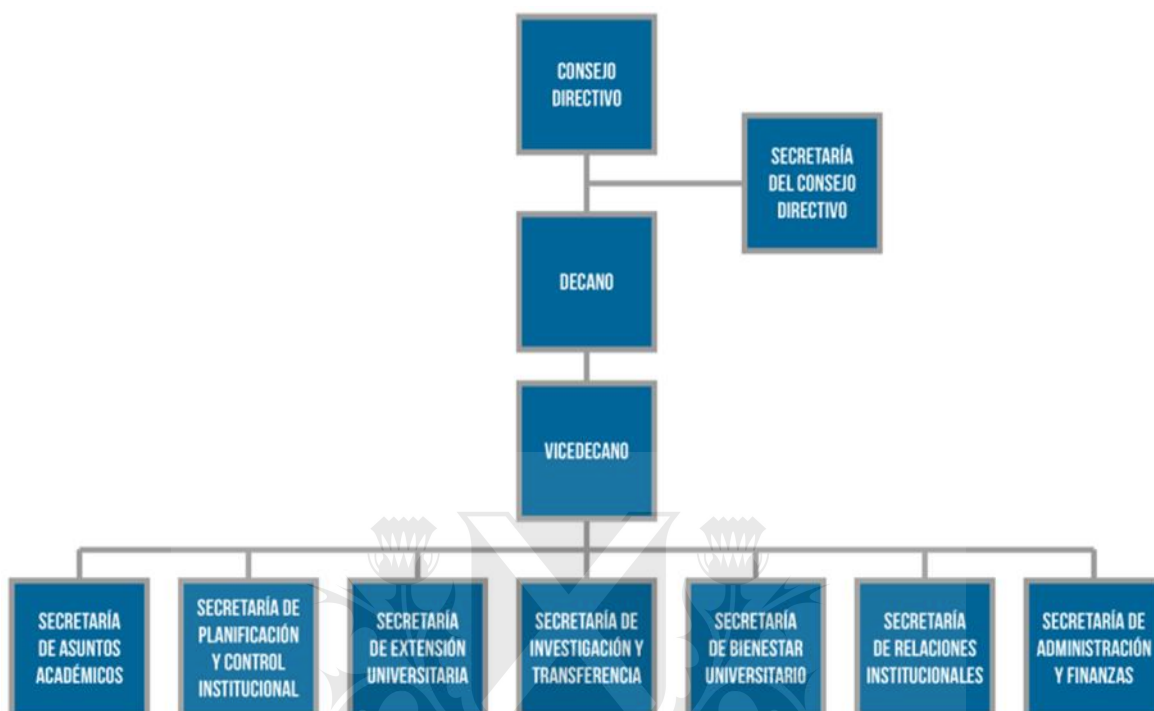 CONSEJO
DIRECTIVO
SECRETARÍA
DEL CONSEJO
DIRECTIVO
DECANO
VICEDECANO
SECRETARÍA
DE ASUNTOS
ACADÉMICOS
SECRETARÍA DE
PLANIFICACIÓN
Y CONTROL
INSTITUCIONAL
SECRETARÍA
DE EXTENSIÓN
UNIVERSITARIA
SECRETARÍA DE
INVESTIGACIÓN Y
TRANSFERENCIA
SECRETARÍA
DE BIENESTAR
UNIVERSITARIO
SECRETARÍA
DE RELACIONES
INSTITUCIONALES
SECRETARÍA DE
ADMINISTRACIÓN
Y FINANZAS